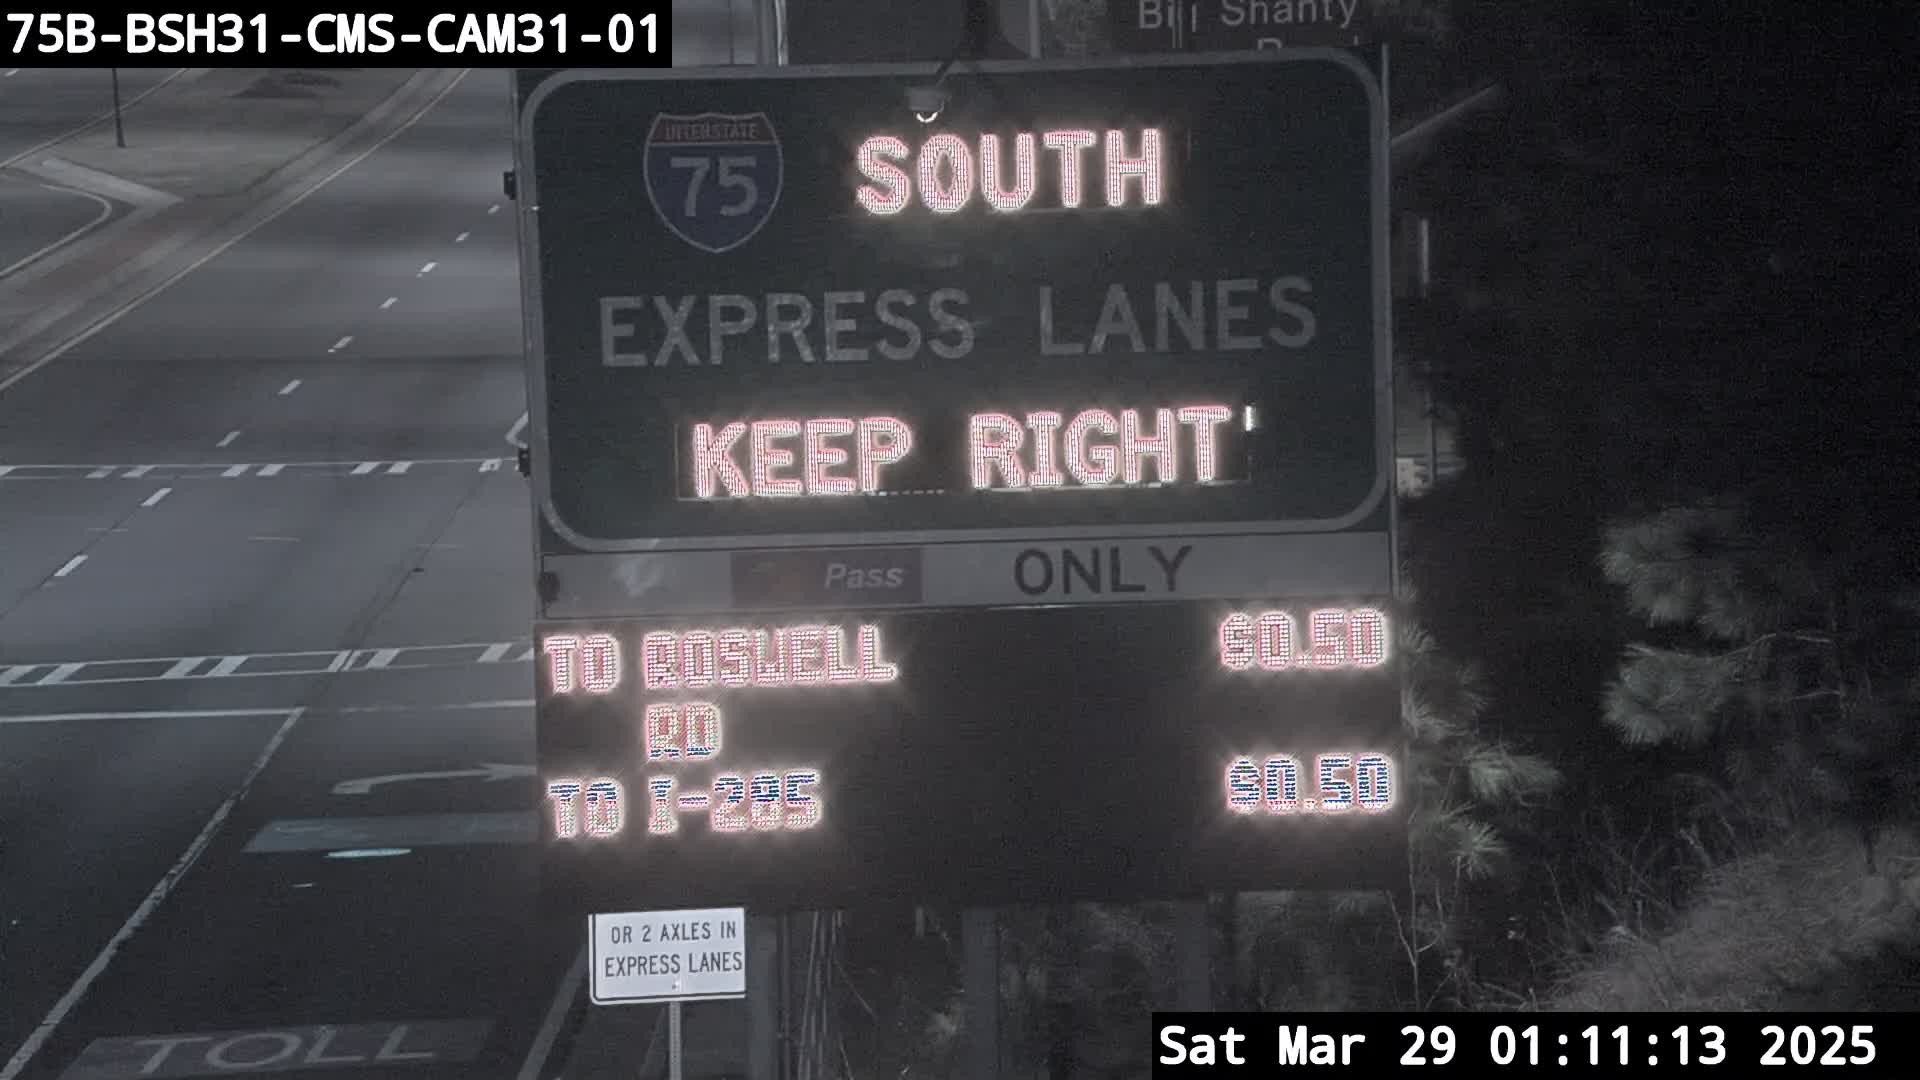 75B-BSH31-CMS-CAM31-01
Shanty
INTERSTATE
75
SOUTH
EXPRESS LANES
KEEP RIGHT
Pass
ONLY
TO ROSWELL $0.50
RD
TO I-285 $0.50
OR 2 AXLES IN
EXPRESS LANES
TOLL
Sat Mar 29 01:11:13 2025